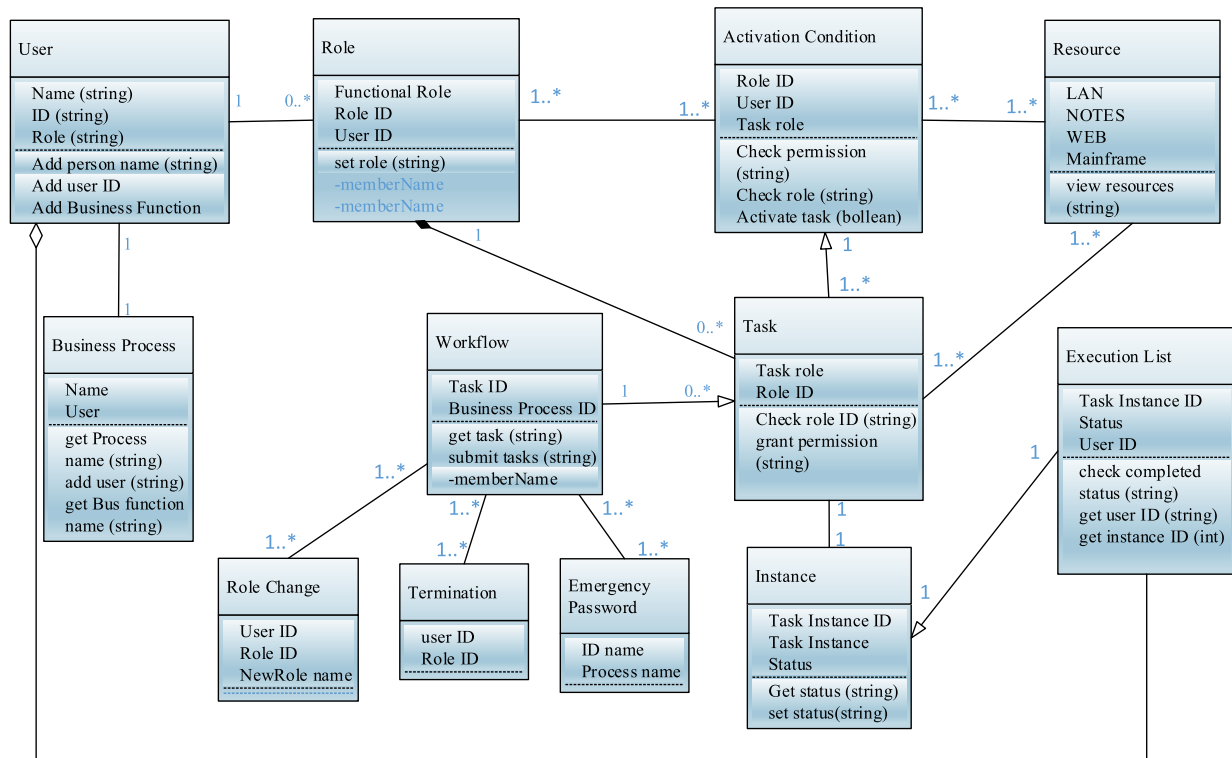 User
Name (string)
ID (string)
Role (string)
Add person name (string)
Add user ID
Add Business Function
1
0..*
Role
Functional Role
Role ID
User ID
set role (string)
-memberName
-memberName
1..*
1..*
Activation Condition
Role ID
User ID
Task role
Check permission
(string)
Check role (string)
Activate task (bollean)
1..*
1..*
Resource
LAN
NOTES
WEB
Mainframe
view resources
(string)
1
1
1
0..*
1
1..*
1..*
1..*
Business Process
Name
User
get Process
name (string)
add user (string)
get Bus function
name (string)
Workflow
Task ID
Business Process ID
get task (string)
submit tasks (string)
-memberName
1
0..*
Task
Task role
Role ID
Check role ID (string)
grant permission
(string)
Execution List
Task Instance ID
Status
User ID
check completed
status (string)
get user ID (string)
get instance ID (int)
1..*
1..*
1..*
1..*
1..*
1..*
1
1
1
1
Role Change
User ID
Role ID
NewRole name
Termination
user ID
Role ID
Emergency
Password
ID name
Process name
Instance
Task Instance ID
Task Instance
Status
Get status (string)
set status(string)